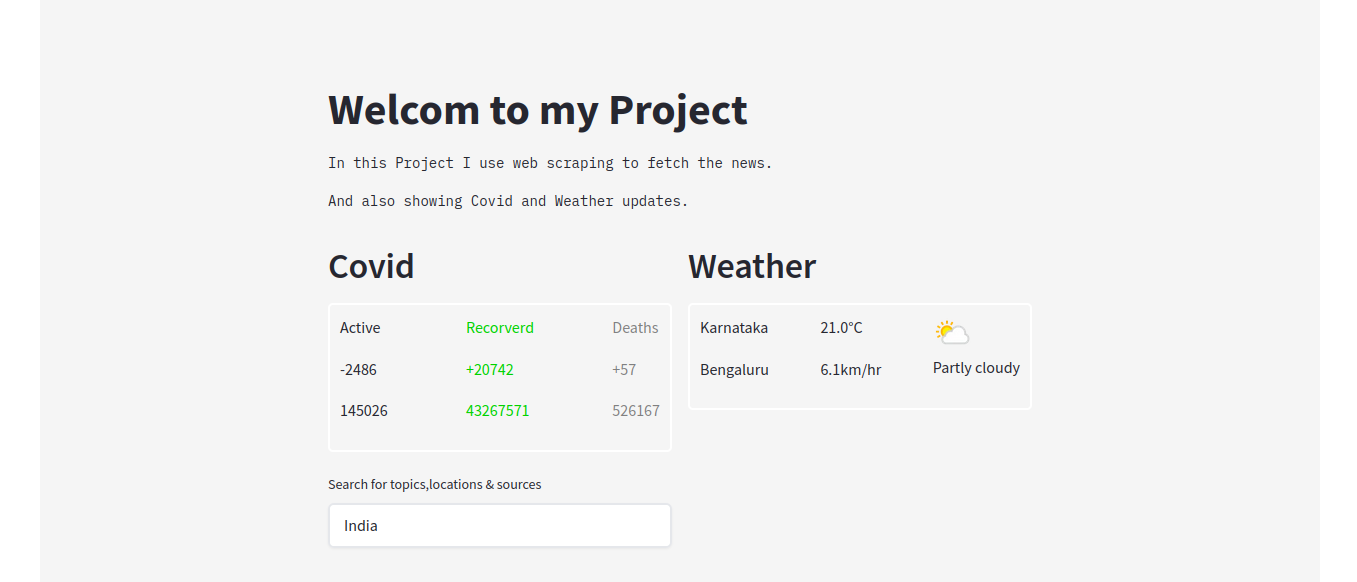 Welcom to my Project
In this Project I use web scraping to fetch the news.
And also showing Covid and Weather updates.
Covid
Active Recorverd Deaths
-2486 +20742 +57
145026 43267571 526167
Weather
Karnataka 21.0°C
Bengaluru 6.1km/hr Partly cloudy
Search for topics,locations & sources
India